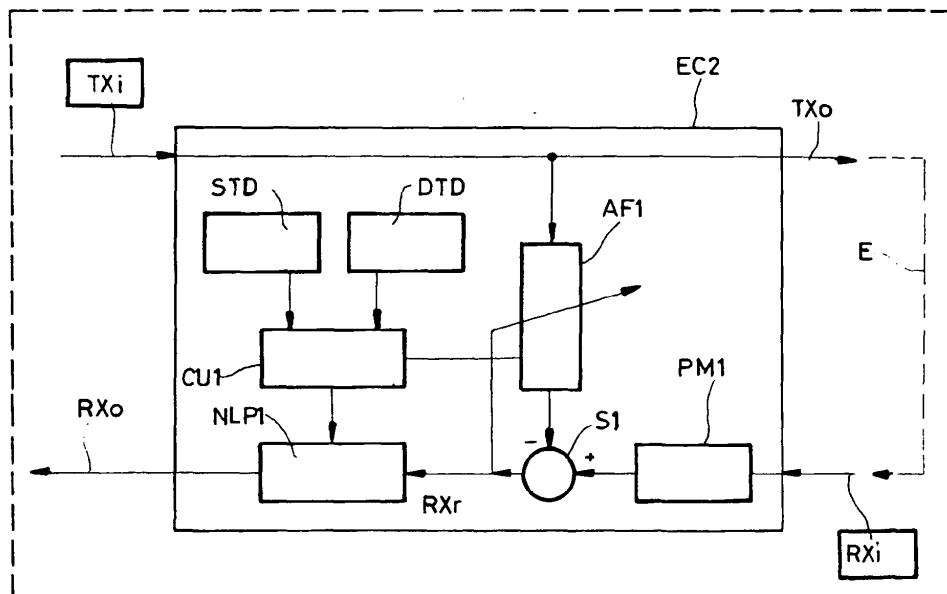 TXi
EC2
TXo
STD
DTD
AF1
E
CU1
PM1
RXo
NLP1
S1
-
+
RXr
RXi